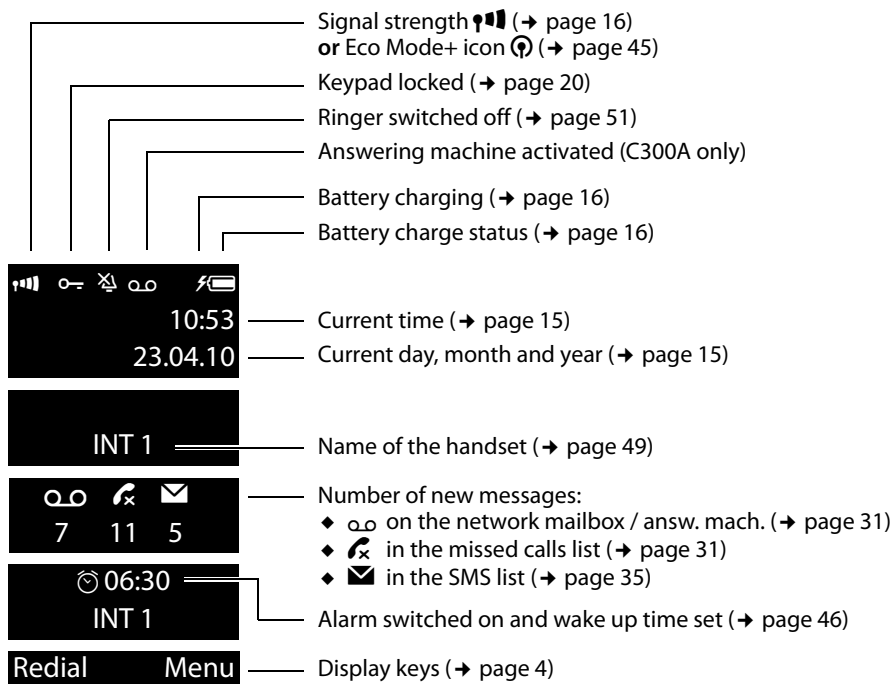 Signal strength (➔ page 16)
or Eco Mode+ icon (➔ page 45)
Keypad locked (➔ page 20)
Ringer switched off (➔ page 51)
Answering machine activated (C300A only)
Battery charging (➔ page 16)
Battery charge status (➔ page 16)
10:53
Current time (➔ page 15)
23.04.10
Current day, month and year (➔ page 15)
INT 1
Name of the handset (➔ page 49)
Number of new messages:
7 11 5
◆ on the network mailbox / answ. mach. (➔ page 31)
◆ in the missed calls list (➔ page 31)
◆ in the SMS list (➔ page 35)
06:30
INT 1
Alarm switched on and wake up time set (➔ page 46)
Redial Menu
Display keys (➔ page 4)